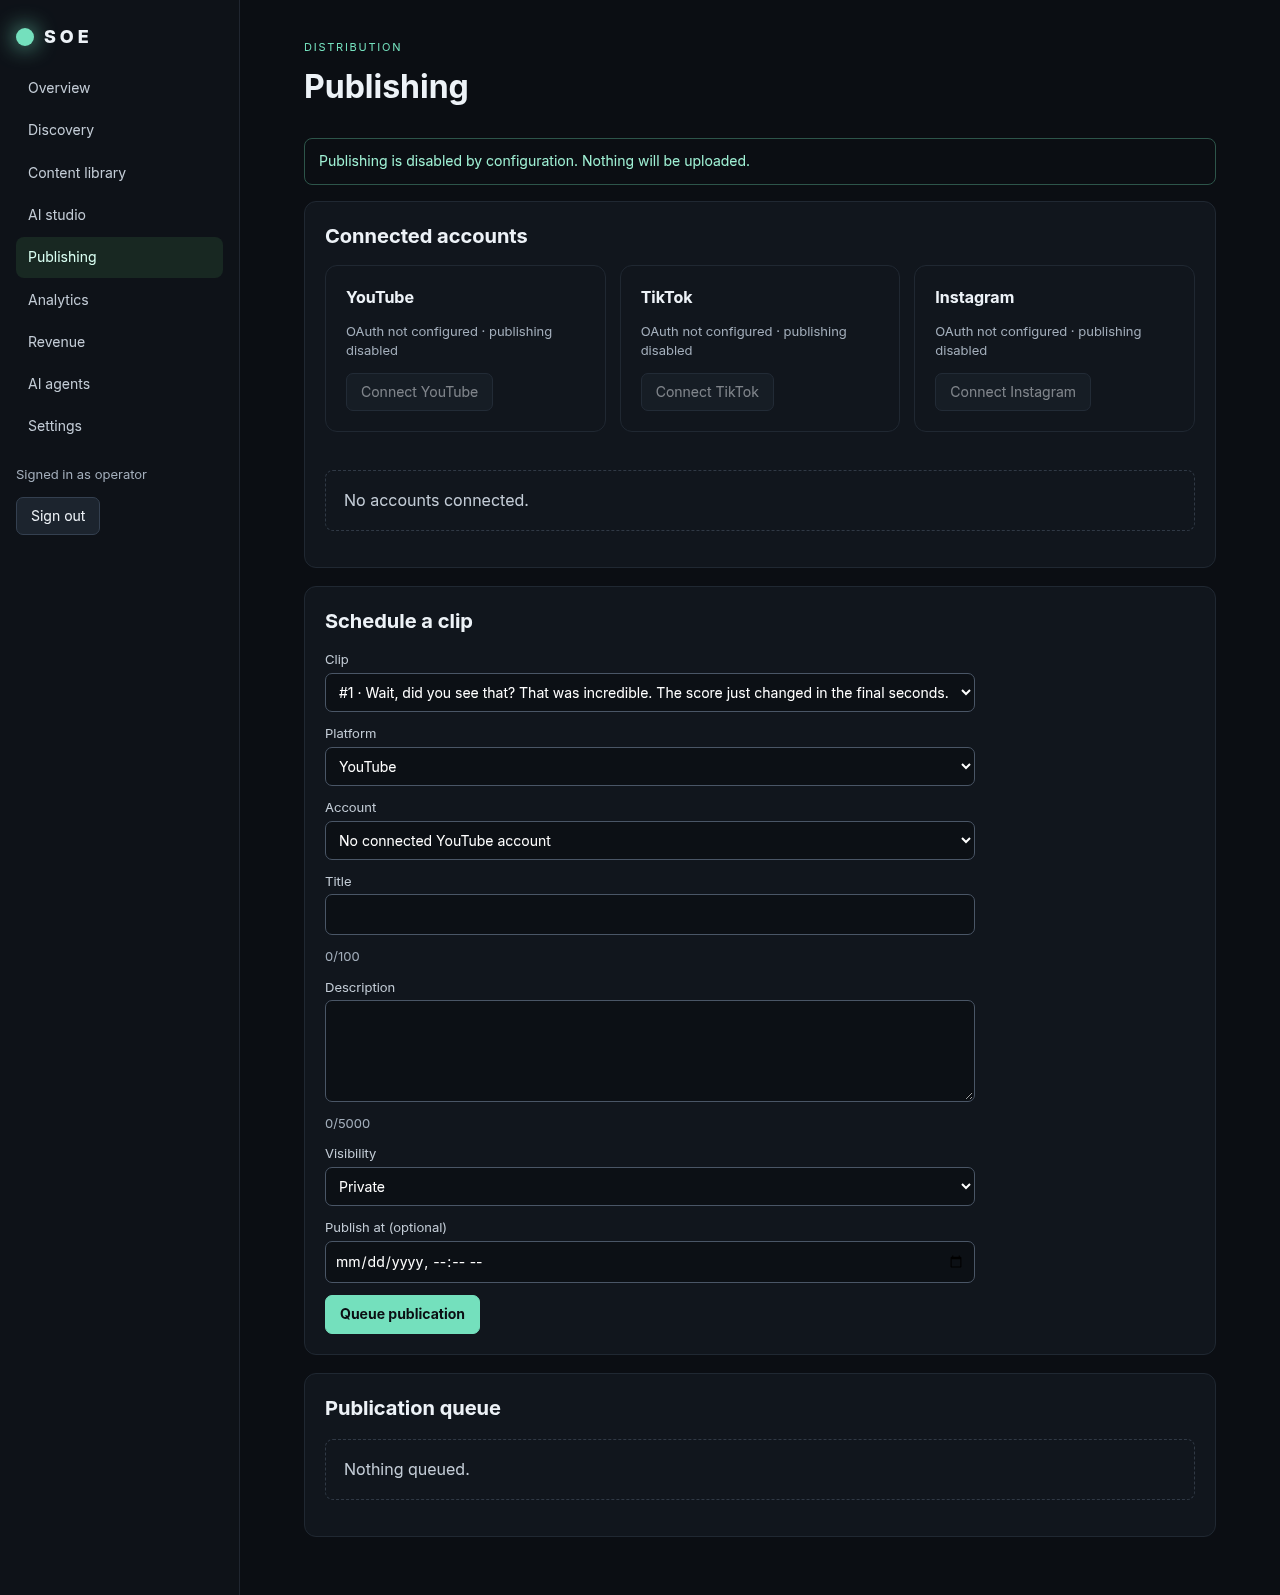 SOE
Overview
Discovery
Content library
AI studio
Publishing
Analytics
Revenue
AI agents
Settings
Signed in as operator
Sign out
DISTRIBUTION
Publishing
Publishing is disabled by configuration. Nothing will be uploaded.
Connected accounts
YouTube
OAuth not configured · publishing
disabled
Connect YouTube
TikTok
OAuth not configured · publishing
disabled
Connect TikTok
Instagram
OAuth not configured · publishing
disabled
Connect Instagram
No accounts connected.
Schedule a clip
Clip
#1 · Wait, did you see that? That was incredible. The score just changed in the final seconds.
Platform
YouTube
Account
No connected YouTube account
Title
0/100
Description
0/5000
Visibility
Private
Publish at (optional)
mm/dd/yyyy, --:-- --
Queue publication
Publication queue
Nothing queued.